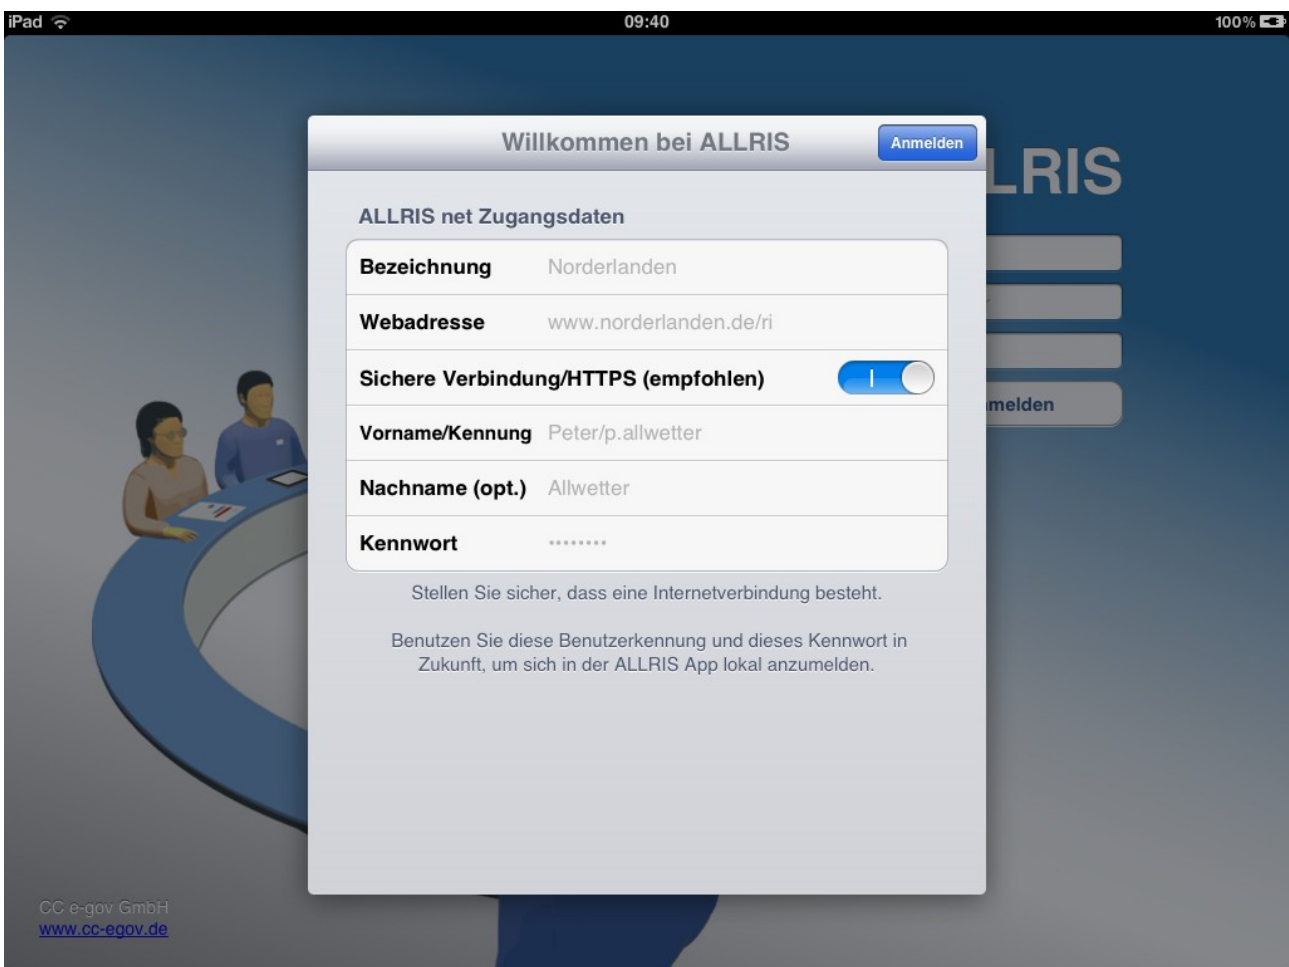 iPad
09:40
100%
Willkommen bei ALLRIS
Anmelden
LRIS
ALLRIS net Zugangsdaten
Bezeichnung Norderlanden
Webadresse www.norderlanden.de/ri
Sichere Verbindung/HTTPS (empfohlen)
Vorname/Kennung Peter/p.allwetter
melden
Nachname (opt.) Allwetter
Kennwort ••••••••
Stellen Sie sicher, dass eine Internetverbindung besteht.
Benutzen Sie diese Benutzerkennung und dieses Kennwort in
Zukunft, um sich in der ALLRIS App lokal anzumelden.
CC e-gov GmbH
www.cc-egov.de